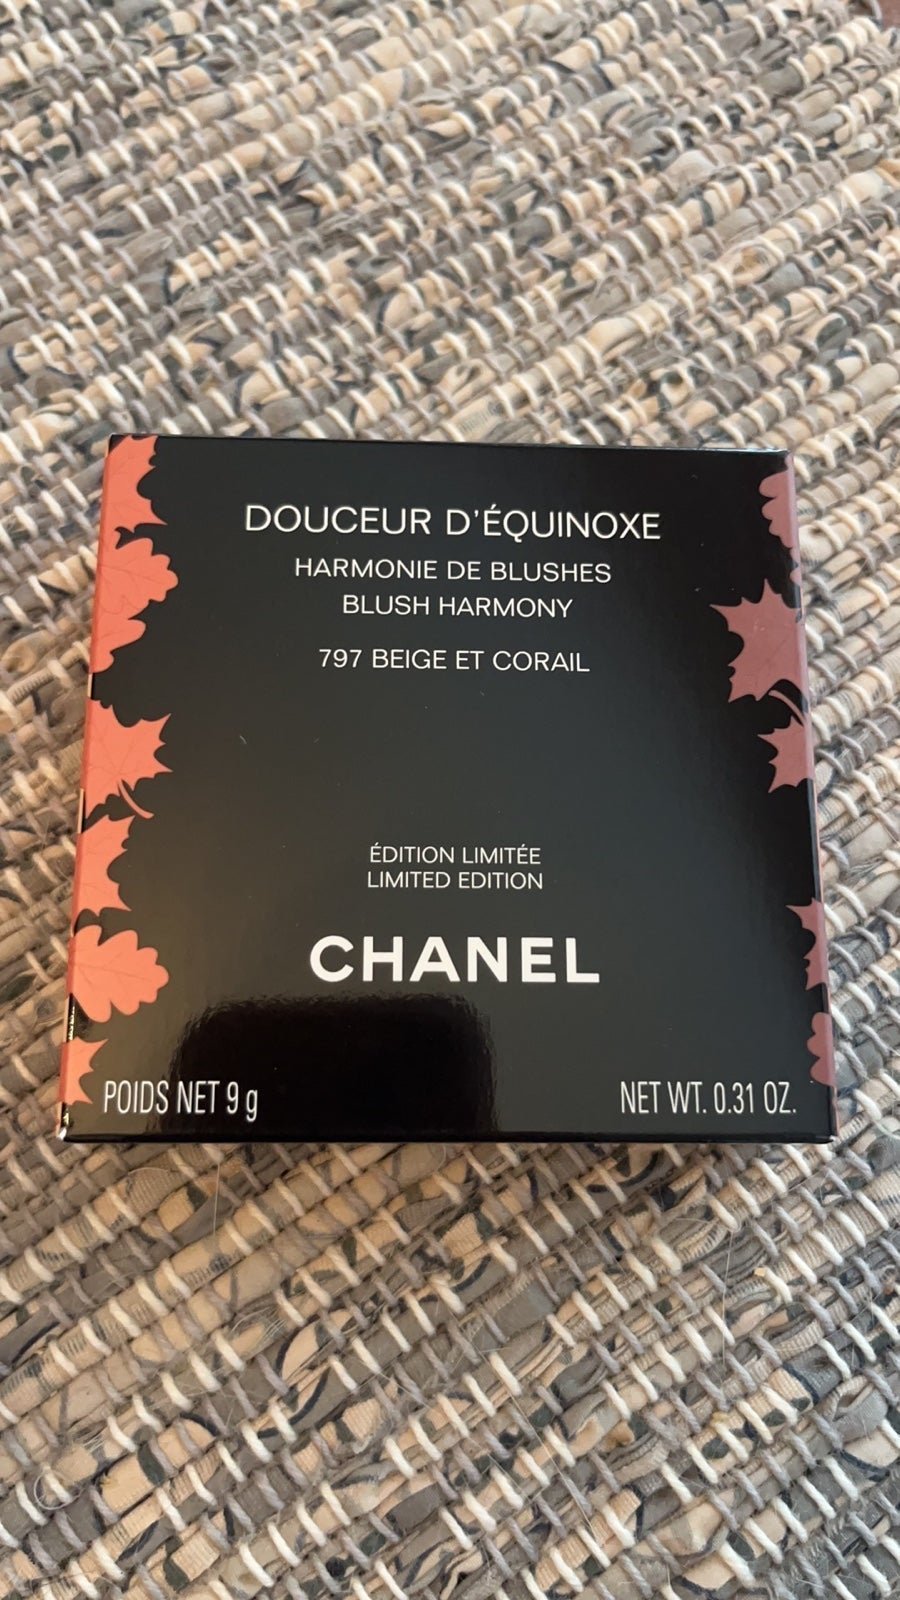 DOUCEUR D'ÉQUINOXE
HARMONIE DE BLUSHES
BLUSH HARMONY
797 BEIGE ET CORAIL
ÉDITION LIMITÉE
LIMITED EDITION
CHANEL
POIDS NET 9 g
NET WT. 0.31 OZ.